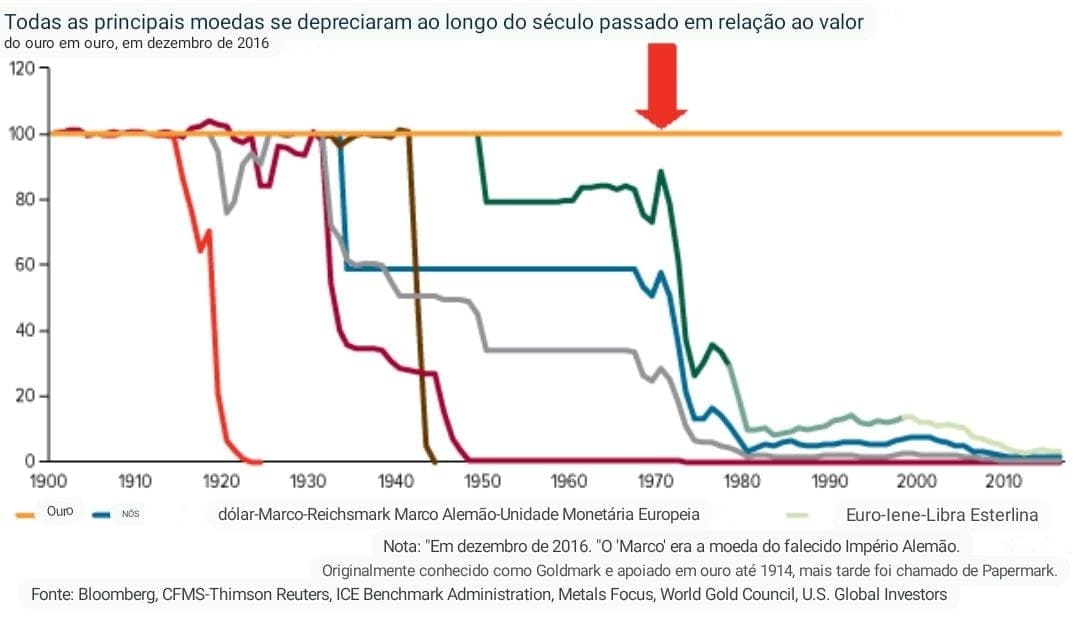 Todas as principais moedas se depreciaram ao longo do século passado em relação ao valor
do ouro em ouro, em dezembro de 2016
120
100
80
60
40
20
0
1900 1910 1920 1930 1940 1950 1960 1970 1980 1990 2000 2010
Ouro NÓS dólar-Marco-Reichsmark Marco Alemão-Unidade Monetária Europeia Euro-Iene-Libra Esterlina
Nota: "Em dezembro de 2016. "O 'Marco' era a moeda do falecido Império Alemão.
Originalmente conhecido como Goldmark e apoiado em ouro até 1914, mais tarde foi chamado de Papermark.
Fonte: Bloomberg, CFMS-Thimson Reuters, ICE Benchmark Administration, Metals Focus, World Gold Council, U.S. Global Investors